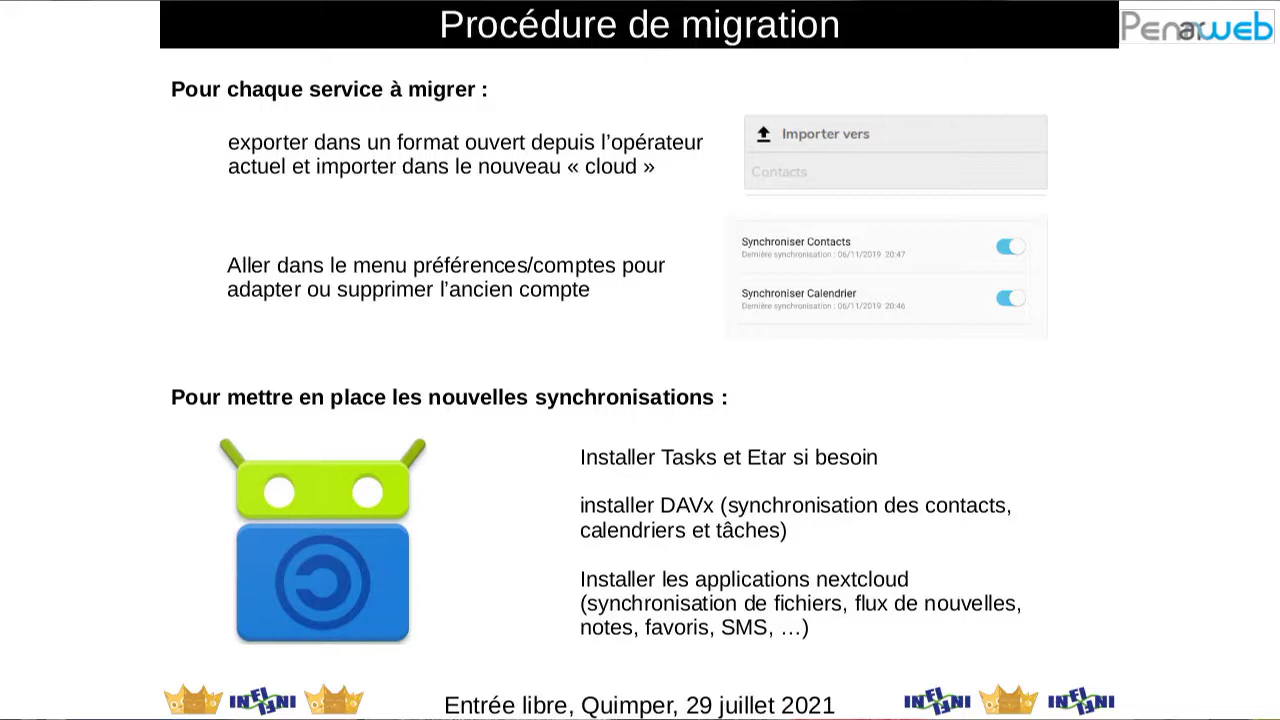 Procédure de migration
Penarweb
Pour chaque service à migrer :
exporter dans un format ouvert depuis l’opérateur
actuel et importer dans le nouveau « cloud »
Importer vers
Contacts
Synchroniser Contacts
Dernière synchronisation : 06/11/2019 20:47
Aller dans le menu préférences/comptes pour
adapter ou supprimer l’ancien compte
Synchroniser Calendrier
Dernière synchronisation : 06/11/2019 20:46
Pour mettre en place les nouvelles synchronisations :
Installer Tasks et Etar si besoin
installer DAVx (synchronisation des contacts,
calendriers et tâches)
Installer les applications nextcloud
(synchronisation de fichiers, flux de nouvelles,
notes, favoris, SMS, …)
Entrée libre, Quimper, 29 juillet 2021